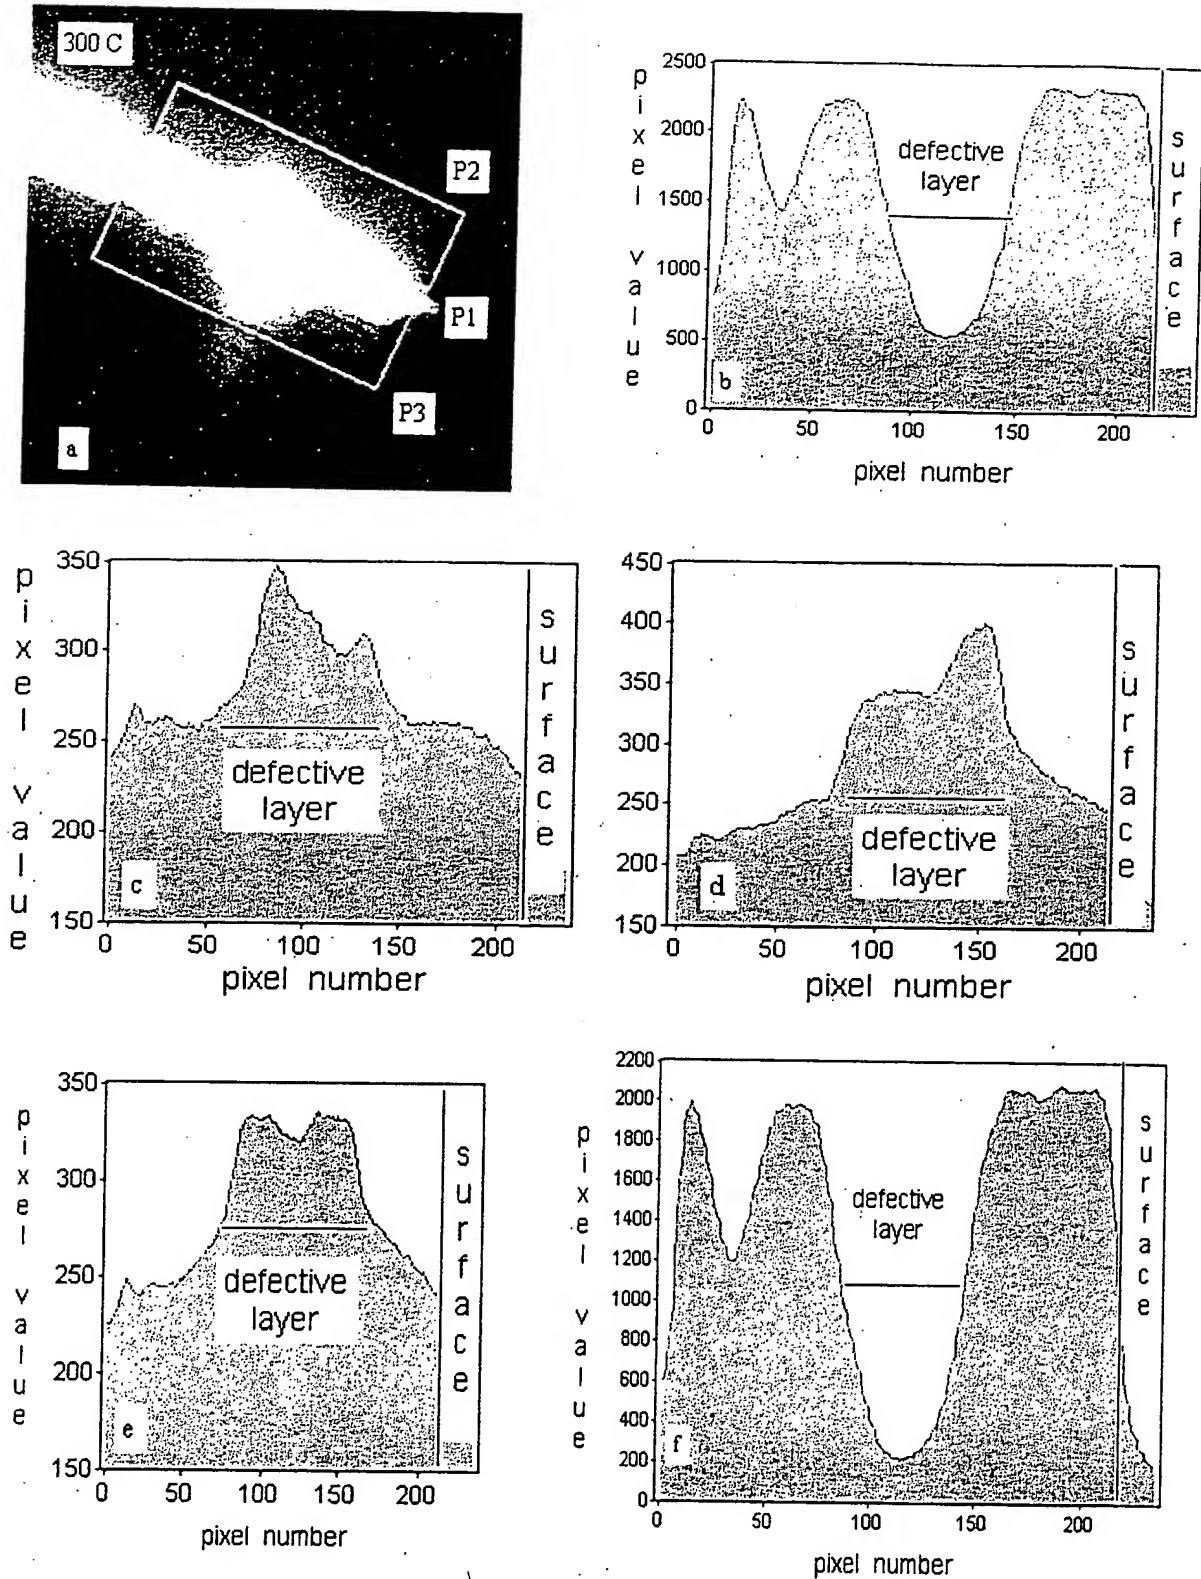 300 C
P2
P1
P3
a
pixel value
2500
2000
1500
1000
500
0
defective
layer
surface
b
0 50 100 150 200
pixel number
pixel value
350
300
250
200
150
defective
layer
surface
c
0 50 100 150 200
pixel number
450
400
350
300
250
200
150
defective
layer
surface
d
0 50 100 150 200
pixel number
pixel value
350
300
250
200
150
defective
layer
surface
e
0 50 100 150 200
pixel number
pixel value
2200
2000
1800
1600
1400
1200
1000
800
600
400
200
0
defective
layer
surface
f
0 50 100 150 200
pixel number